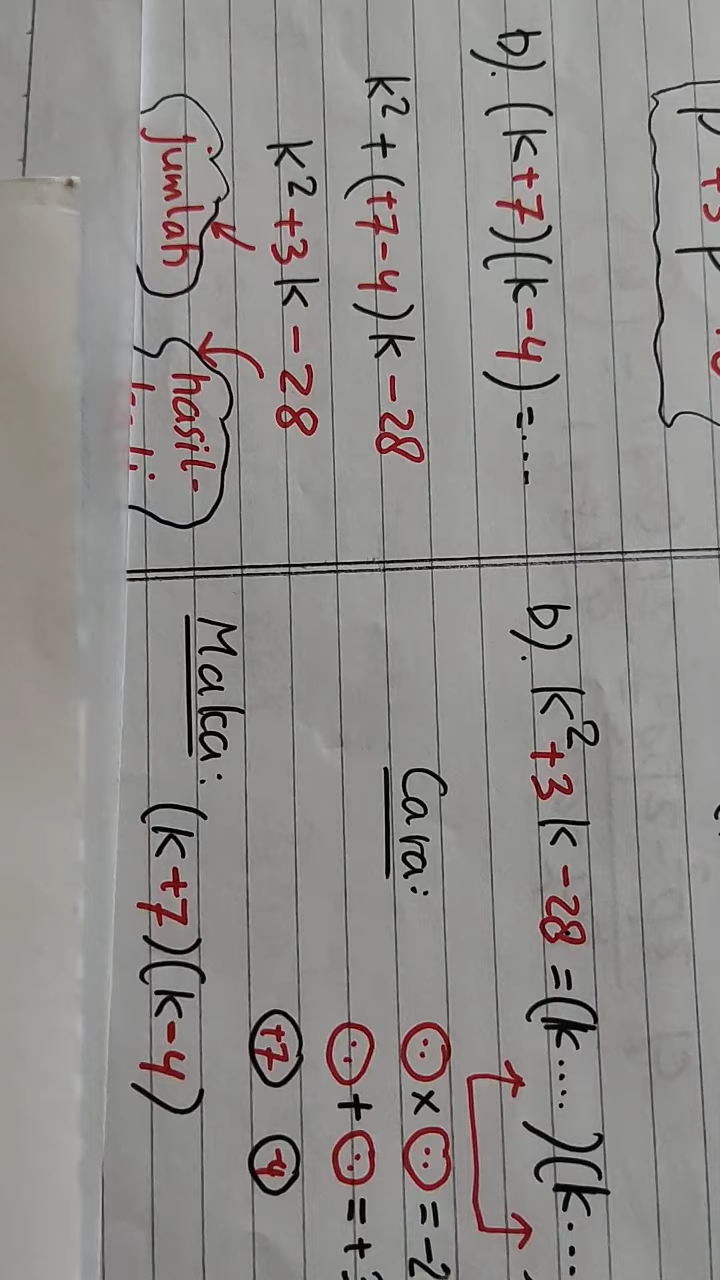 b). (k+7)(k-4) =...
k²+(+7-4)k-28
k²+3k-28
jumlah
hasil-
b). k²+3k-28 =(k.....)(k....
Cara:
× = -2
+ = +3
+7 -4
Maka: (k+7)(k-4)